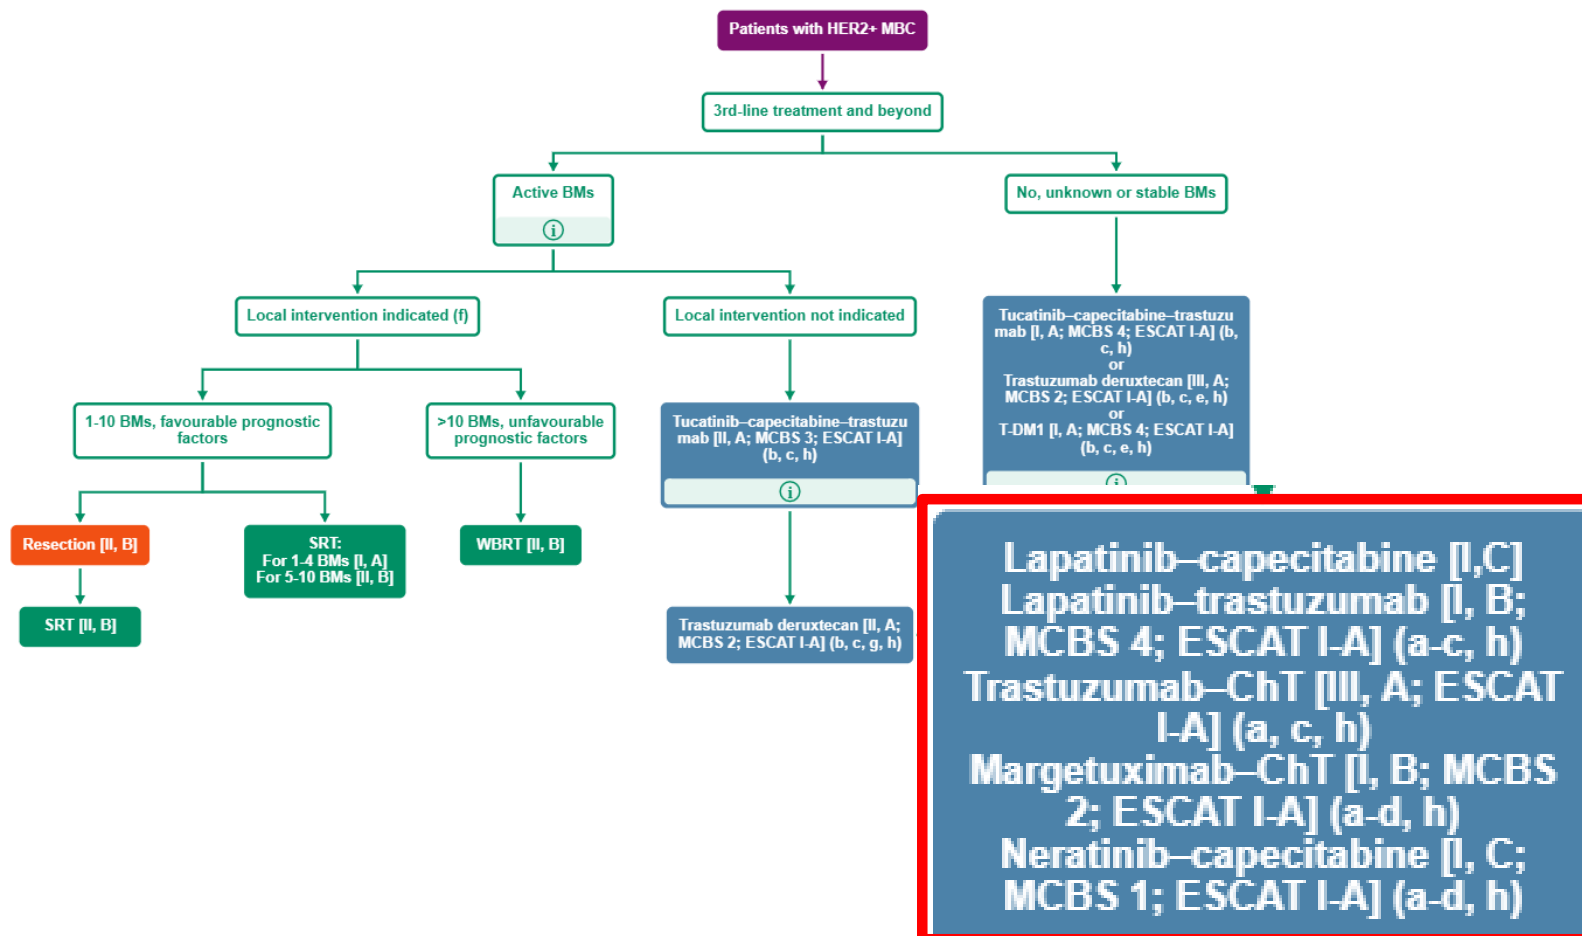 Patients with HER2+ MBC
3rd-line treatment and beyond
Active BMs
i
No, unknown or stable BMs
Local intervention indicated (f)
Local intervention not indicated
Tucatinib–capecitabine–trastuzu
mab [I, A; MCBS 4; ESCAT I-A] (b,
c, h)
or
Trastuzumab deruxtecan [III, A;
MCBS 2; ESCAT I-A] (b, c, e, h)
or
T-DM1 [I, A; MCBS 4; ESCAT I-A]
(b, c, e, h)
i
1-10 BMs, favourable prognostic
factors
>10 BMs, unfavourable
prognostic factors
Tucatinib–capecitabine–trastuzu
mab [II, A; MCBS 3; ESCAT I-A]
(b, c, h)
i
Resection [II, B]
SRT:
For 1-4 BMs [I, A]
For 5-10 BMs [II, B]
WBRT [II, B]
SRT [II, B]
Trastuzumab deruxtecan [II, A;
MCBS 2; ESCAT I-A] (b, c, g, h)
Lapatinib–capecitabine [I,C]
Lapatinib–trastuzumab [I, B;
MCBS 4; ESCAT I-A] (a-c, h)
Trastuzumab–ChT [III, A; ESCAT
I-A] (a, c, h)
Margetuximab–ChT [I, B; MCBS
2; ESCAT I-A] (a-d, h)
Neratinib–capecitabine [I, C;
MCBS 1; ESCAT I-A] (a-d, h)